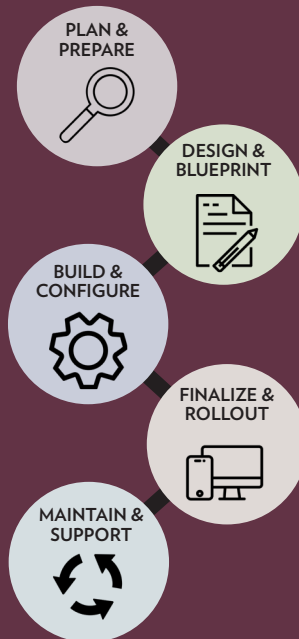 PLAN &
PREPARE
DESIGN &
BLUEPRINT
BUILD &
CONFIGURE
FINALIZE &
ROLLOUT
MAINTAIN &
SUPPORT